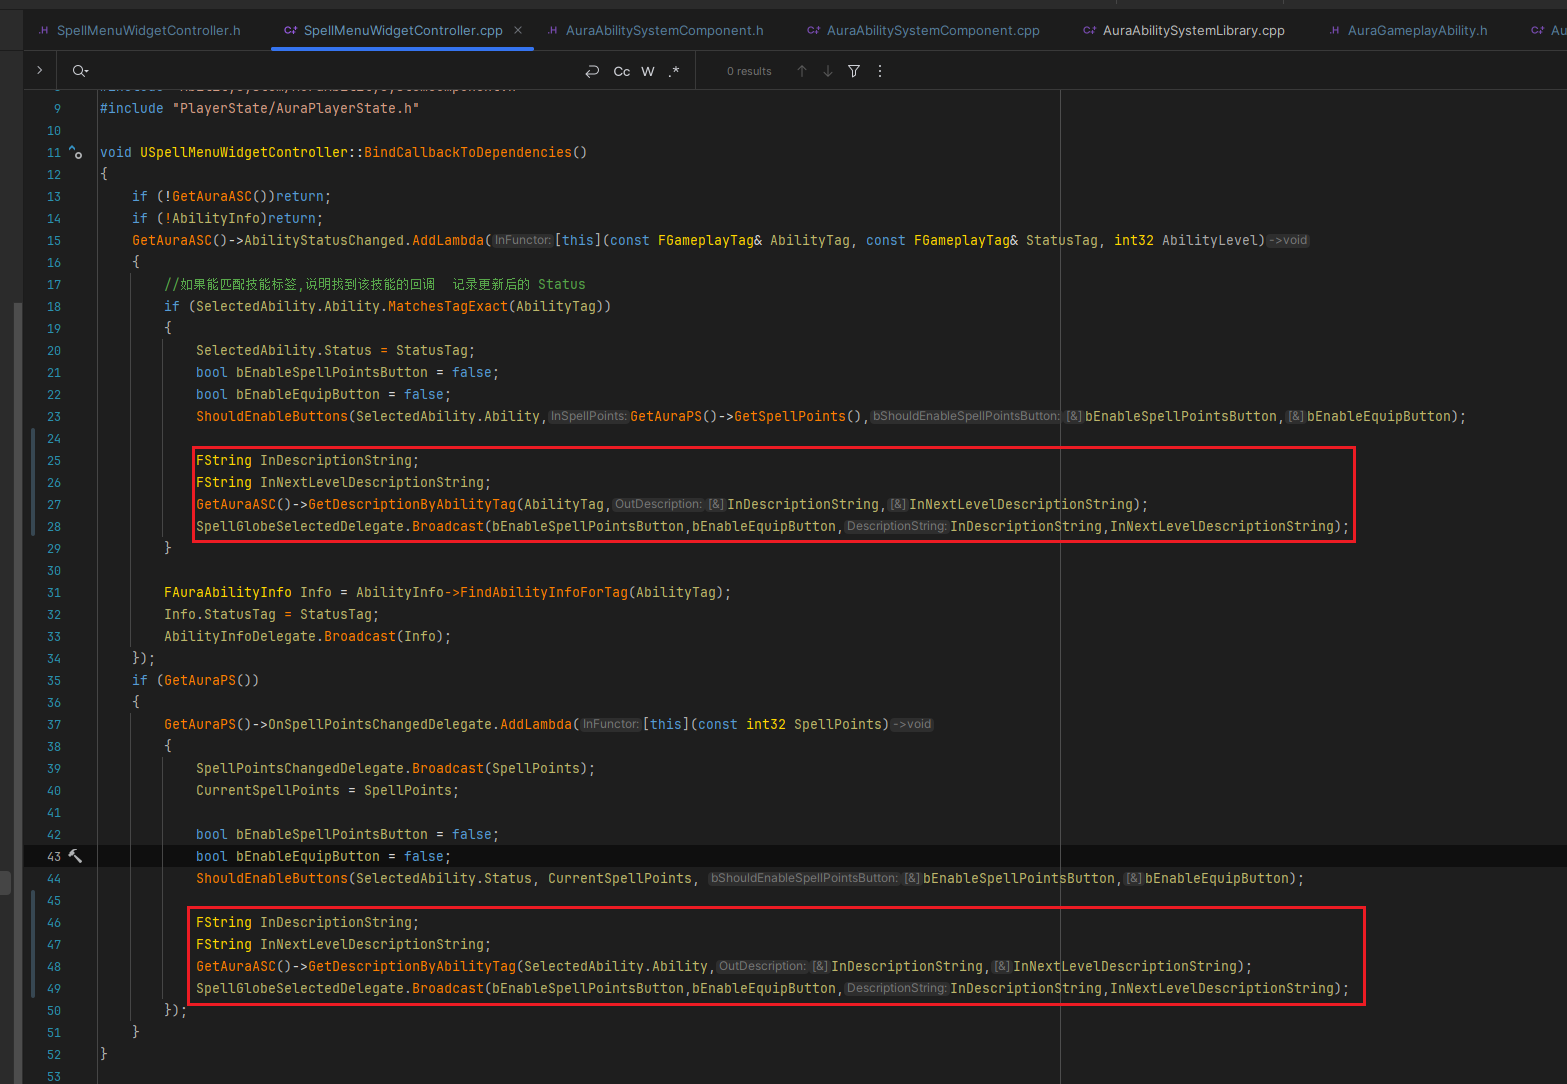 SpellMenuWidgetController.h SpellMenuWidgetController.cpp AuraAbilitySystemComponent.h AuraAbilitySystemComponent.cpp AuraAbilitySystemLibrary.cpp AuraGameplayAbility.h Au
Cc W .* 0 results
9 #include "PlayerState/AuraPlayerState.h"
10
11 void USpellMenuWidgetController::BindCallbackToDependencies()
12 {
13 if (!GetAuraASC())return;
14 if (!AbilityInfo)return;
15 GetAuraASC()->AbilityStatusChanged.AddLambda(InFunctor:[this](const FGameplayTag& AbilityTag, const FGameplayTag& StatusTag, int32 AbilityLevel)->void
16 {
17 //如果能匹配技能标签,说明找到该技能的回调 记录更新后的 Status
18 if (SelectedAbility.Ability.MatchesTagExact(AbilityTag))
19 {
20 SelectedAbility.Status = StatusTag;
21 bool bEnableSpellPointsButton = false;
22 bool bEnableEquipButton = false;
23 ShouldEnableButtons(SelectedAbility.Ability,InSpellPoints:GetAuraPS()->GetSpellPoints(),bShouldEnableSpellPointsButton:[&]bEnableSpellPointsButton,[&]bEnableEquipButton);
24
25 FString InDescriptionString;
26 FString InNextLevelDescriptionString;
27 GetAuraASC()->GetDescriptionByAbilityTag(AbilityTag,OutDescription:[&]InDescriptionString,[&]InNextLevelDescriptionString);
28 SpellGlobeSelectedDelegate.Broadcast(bEnableSpellPointsButton,bEnableEquipButton,DescriptionString:InDescriptionString,InNextLevelDescriptionString);
29 }
30
31 FAuraAbilityInfo Info = AbilityInfo->FindAbilityInfoForTag(AbilityTag);
32 Info.StatusTag = StatusTag;
33 AbilityInfoDelegate.Broadcast(Info);
34 });
35 if (GetAuraPS())
36 {
37 GetAuraPS()->OnSpellPointsChangedDelegate.AddLambda(InFunctor:[this](const int32 SpellPoints)->void
38 {
39 SpellPointsChangedDelegate.Broadcast(SpellPoints);
40 CurrentSpellPoints = SpellPoints;
41
42 bool bEnableSpellPointsButton = false;
43 bool bEnableEquipButton = false;
44 ShouldEnableButtons(SelectedAbility.Status, CurrentSpellPoints, bShouldEnableSpellPointsButton:[&]bEnableSpellPointsButton,[&]bEnableEquipButton);
45
46 FString InDescriptionString;
47 FString InNextLevelDescriptionString;
48 GetAuraASC()->GetDescriptionByAbilityTag(SelectedAbility.Ability,OutDescription:[&]InDescriptionString,[&]InNextLevelDescriptionString);
49 SpellGlobeSelectedDelegate.Broadcast(bEnableSpellPointsButton,bEnableEquipButton,DescriptionString:InDescriptionString,InNextLevelDescriptionString);
50 });
51 }
52 }
53